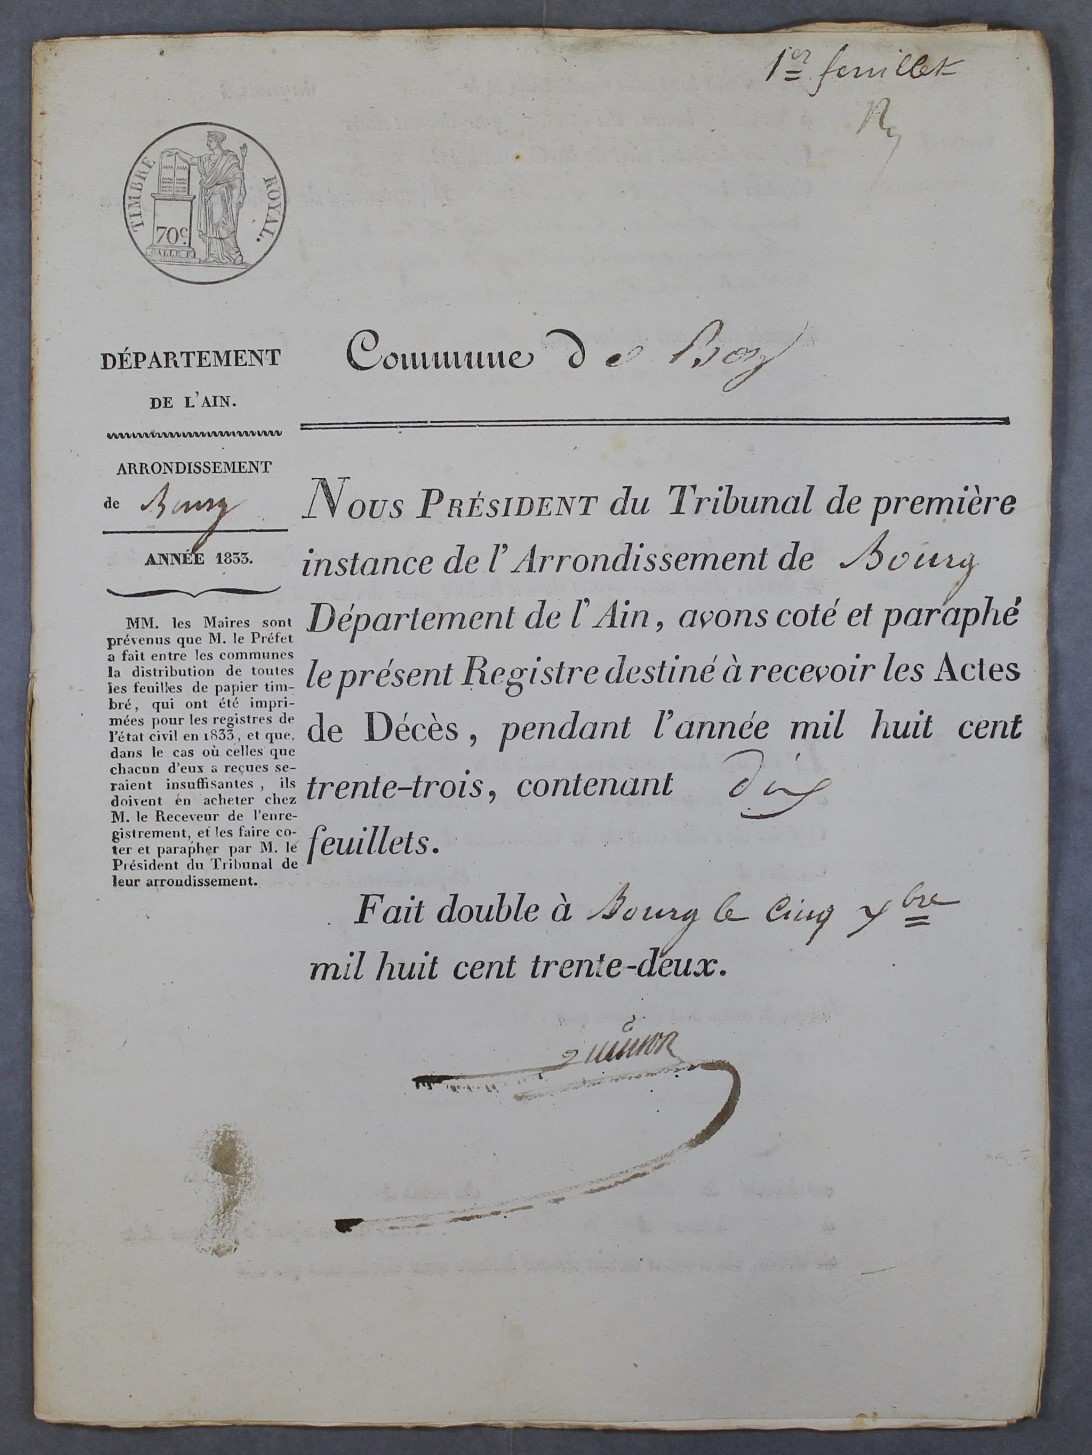 1er feuillet
TIMBRE ROYAL.
70c
DÉPARTEMENT
DE L'AIN.
ARRONDISSEMENT
de Bourg
ANNÉE 1833.
MM. les Maires sont
prévenus que M. le Préfet
a fait entre les communes
la distribution de toutes
les feuilles de papier tim-
bré, qui ont été impri-
mées pour les registres de
l'état civil en 1833, et que,
dans le cas où celles que
chacun d'eux a reçues se-
raient insuffisantes, ils
doivent en acheter chez
M. le Receveur de l'enre-
gistrement, et les faire co-
ter et parapher par M. le
Président du Tribunal de
leur arrondissement.
Commune de Boz
NOUS PRÉSIDENT du Tribunal de première
instance de l'Arrondissement de Bourg
Département de l'Ain, avons coté et paraphé
le présent Registre destiné à recevoir les Actes
de Décès, pendant l'année mil huit cent
trente-trois, contenant dix
feuillets.
Fait double à Bourg le cinq xbre
mil huit cent trente-deux.